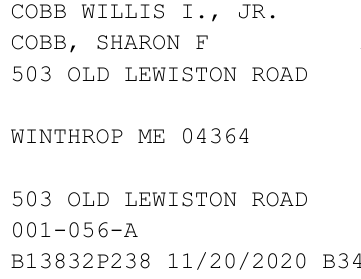 COBB WILLIS I., JR.
COBB, SHARON F
503 OLD LEWISTON ROAD
WINTHROP ME 04364
503 OLD LEWISTON ROAD
001-056-A
B13832P238 11/20/2020 B34